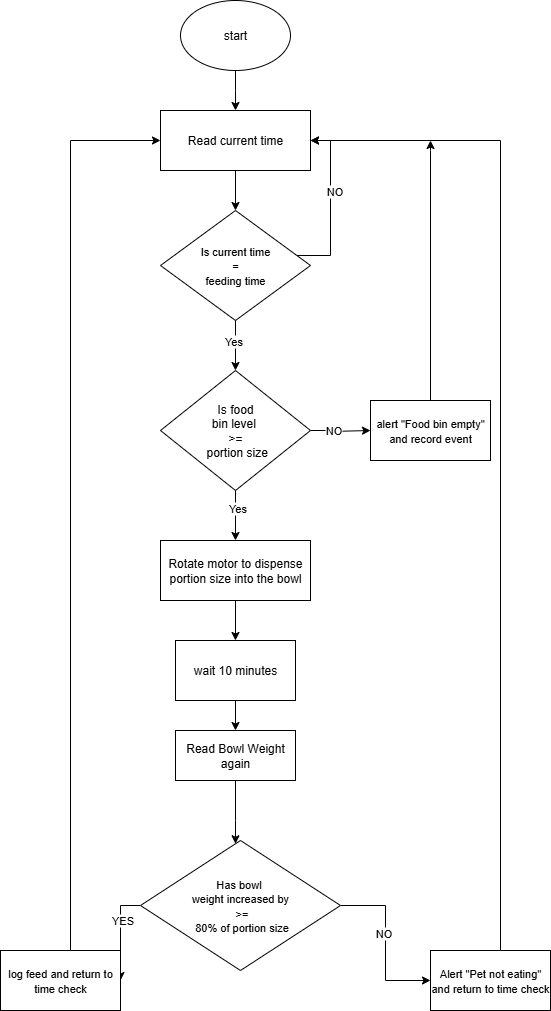 start
Read current time
NO
Is current time
=
feeding time
Yes
Is food
bin level
>=
portion size
NO
alert "Food bin empty"
and record event
Yes
Rotate motor to dispense
portion size into the bowl
wait 10 minutes
Read Bowl Weight
again
Has bowl
weight increased by
>=
80% of portion size
YES
NO
log feed and return to
time check
Alert "Pet not eating"
and return to time check